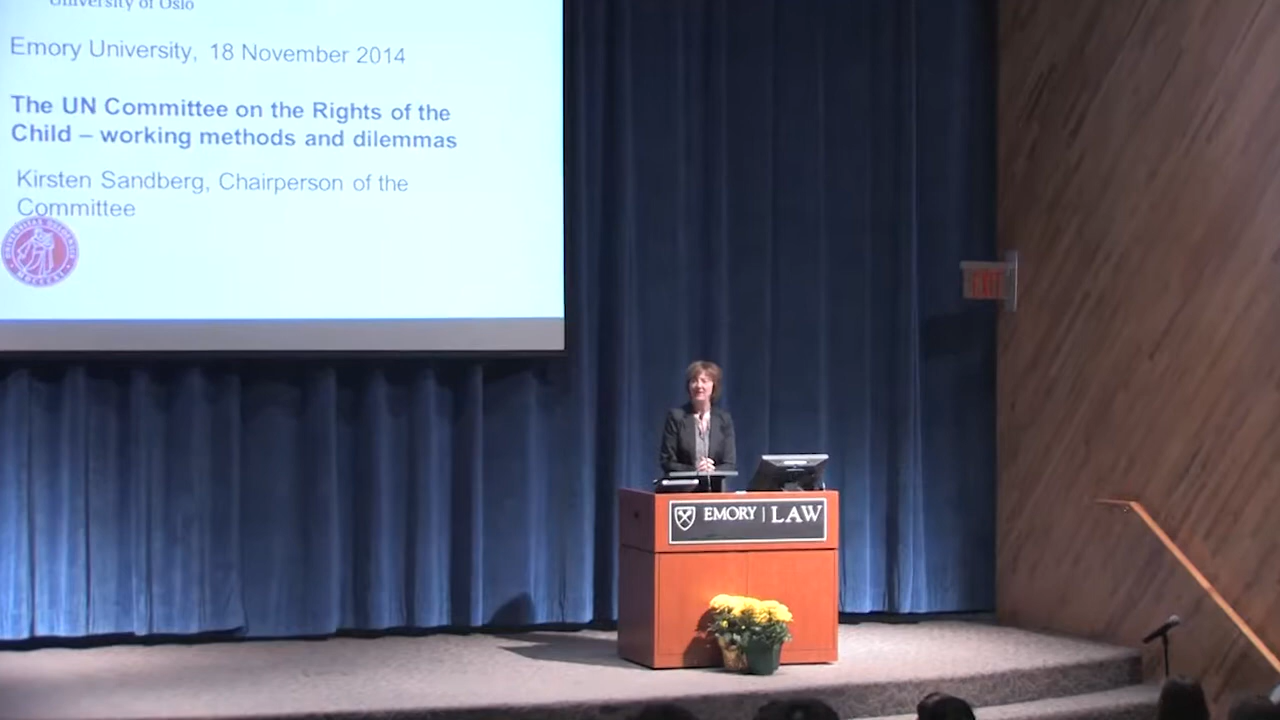 University of Oslo
Emory University, 18 November 2014
The UN Committee on the Rights of the
Child – working methods and dilemmas
Kirsten Sandberg, Chairperson of the
Committee
EXIT
EMORY | LAW